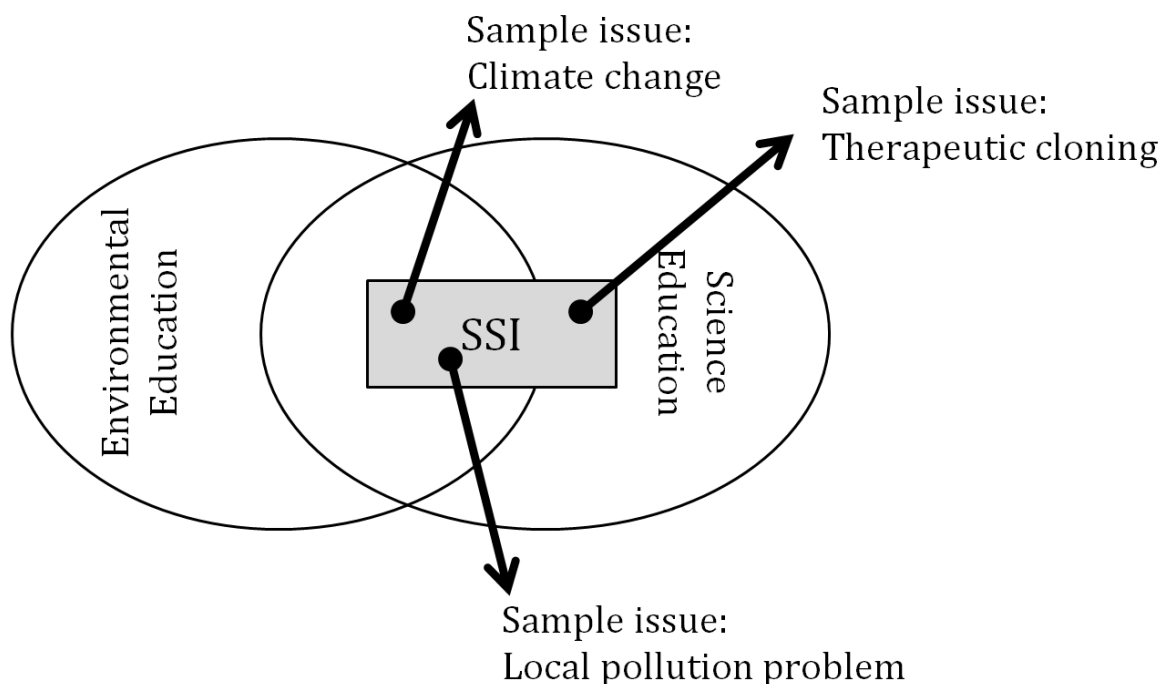 Sample issue:
Climate change
Sample issue:
Therapeutic cloning
Environmental
Education
SSI
Science
Education
Sample issue:
Local pollution problem